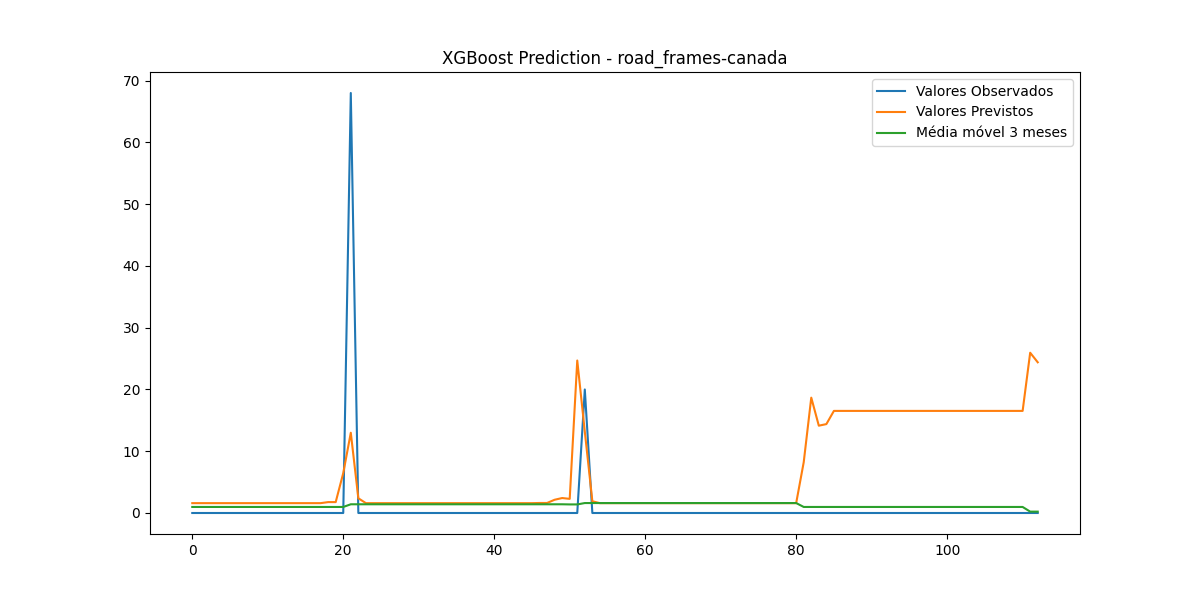 XGBoost Prediction - road_frames-canada
Valores Observados
Valores Previstos
Média móvel 3 meses
70
60
50
40
30
20
10
0
0 20 40 60 80 100